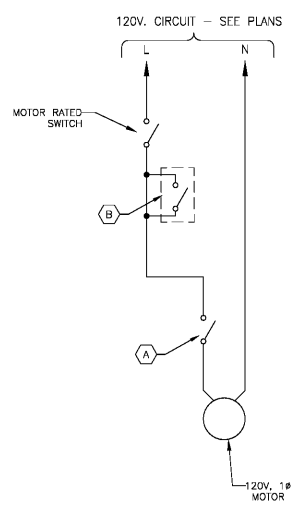 120V. CIRCUIT – SEE PLANS
L
N
MOTOR RATED
SWITCH
B
A
120V, 1ø
MOTOR